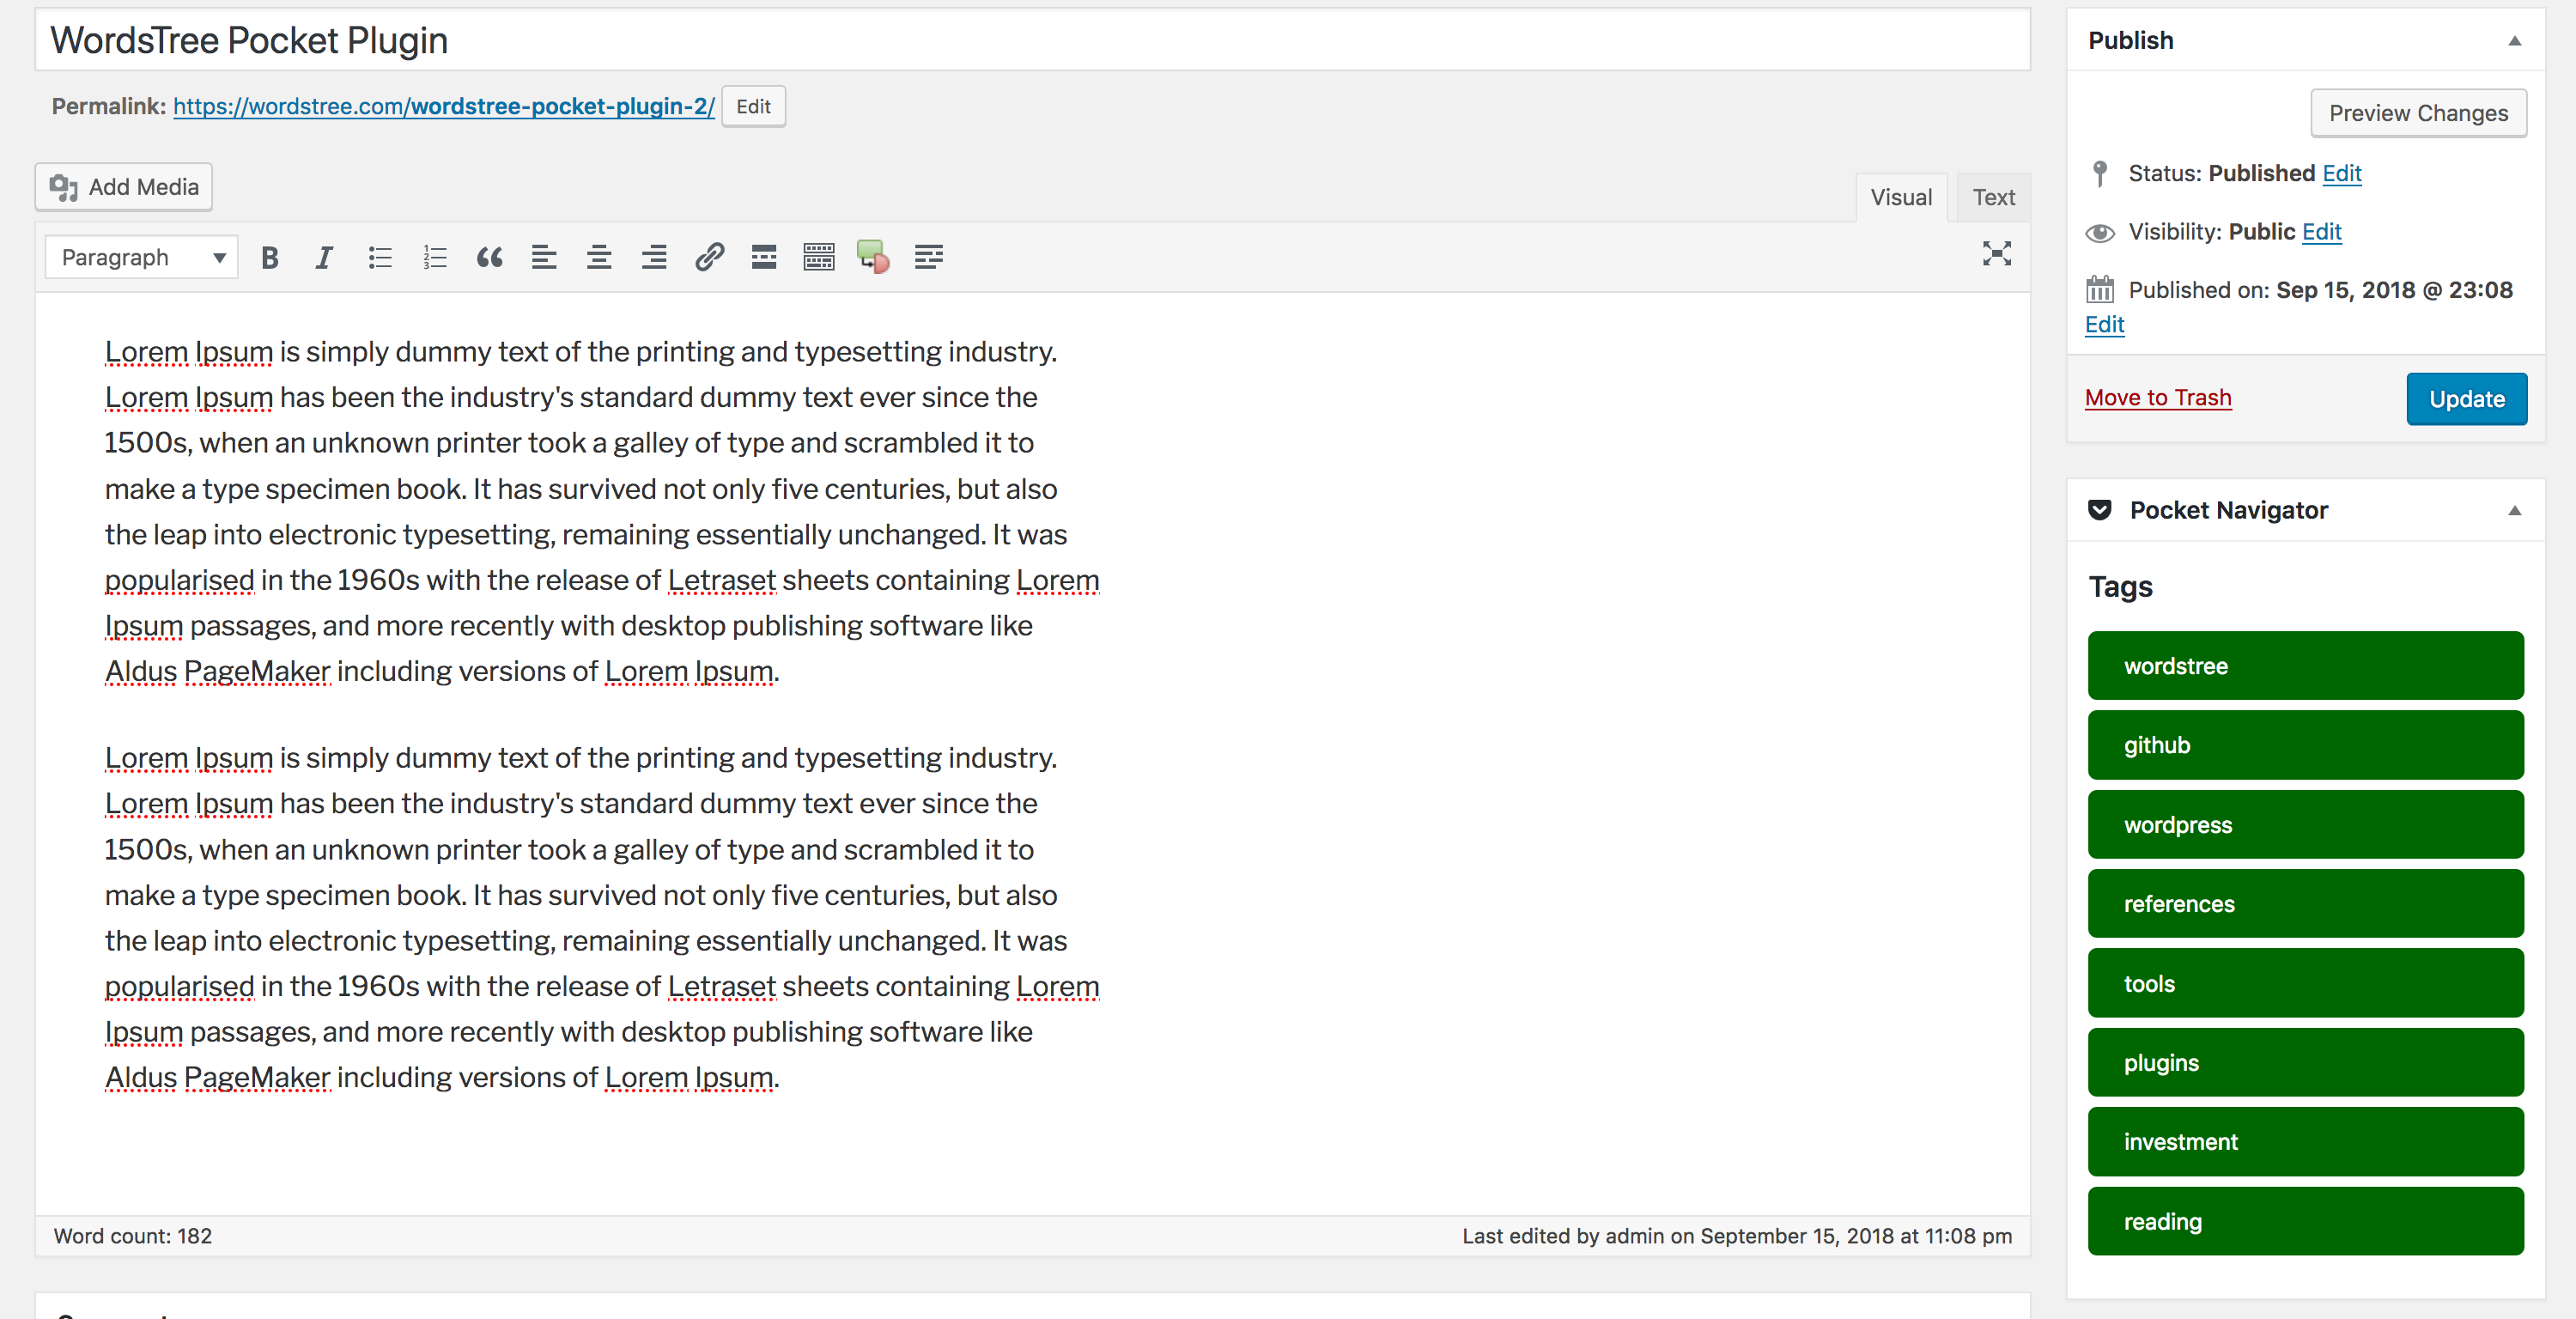 WordsTree Pocket Plugin
Permalink: https://wordstree.com/wordstree-pocket-plugin-2/ Edit
Add Media
Visual Text
Paragraph
Lorem Ipsum is simply dummy text of the printing and typesetting industry.
Lorem Ipsum has been the industry's standard dummy text ever since the
1500s, when an unknown printer took a galley of type and scrambled it to
make a type specimen book. It has survived not only five centuries, but also
the leap into electronic typesetting, remaining essentially unchanged. It was
popularised in the 1960s with the release of Letraset sheets containing Lorem
Ipsum passages, and more recently with desktop publishing software like
Aldus PageMaker including versions of Lorem Ipsum.
Lorem Ipsum is simply dummy text of the printing and typesetting industry.
Lorem Ipsum has been the industry's standard dummy text ever since the
1500s, when an unknown printer took a galley of type and scrambled it to
make a type specimen book. It has survived not only five centuries, but also
the leap into electronic typesetting, remaining essentially unchanged. It was
popularised in the 1960s with the release of Letraset sheets containing Lorem
Ipsum passages, and more recently with desktop publishing software like
Aldus PageMaker including versions of Lorem Ipsum.
Word count: 182
Last edited by admin on September 15, 2018 at 11:08 pm
Publish
Preview Changes
Status: Published Edit
Visibility: Public Edit
Published on: Sep 15, 2018 @ 23:08
Edit
Move to Trash
Update
Pocket Navigator
Tags
wordstree
github
wordpress
references
tools
plugins
investment
reading